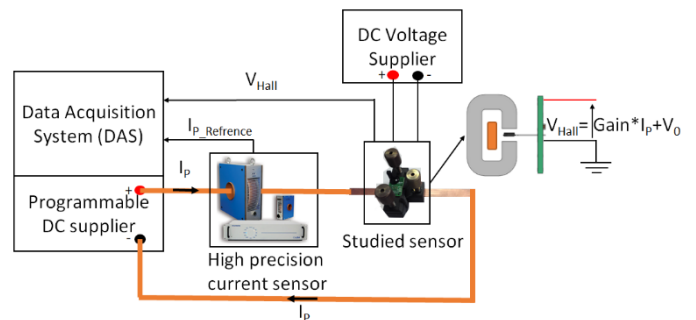 DC Voltage
Supplier
+ -
V_Hall
Data Acquisition
System (DAS)
I_P_Refrence
V_Hall= Gain*I_P+V_0
I_P
+
Programmable
DC supplier
-
Studied sensor
High precision
current sensor
I_P